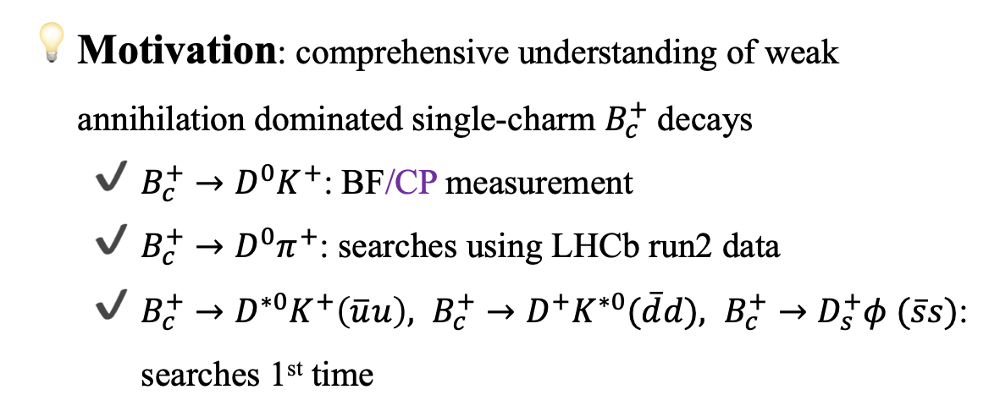 💡 Motivation: comprehensive understanding of weak
annihilation dominated single-charm $B_c^+$ decays
✔ $B_c^+ \to D^0 K^+$: BF/CP measurement
✔ $B_c^+ \to D^0 \pi^+$: searches using LHCb run2 data
✔ $B_c^+ \to D^{*0} K^+ (\bar{u}u)$, $B_c^+ \to D^+ K^{*0} (\bar{d}d)$, $B_c^+ \to D_s^+ \phi\ (\bar{s}s)$:
searches 1st time